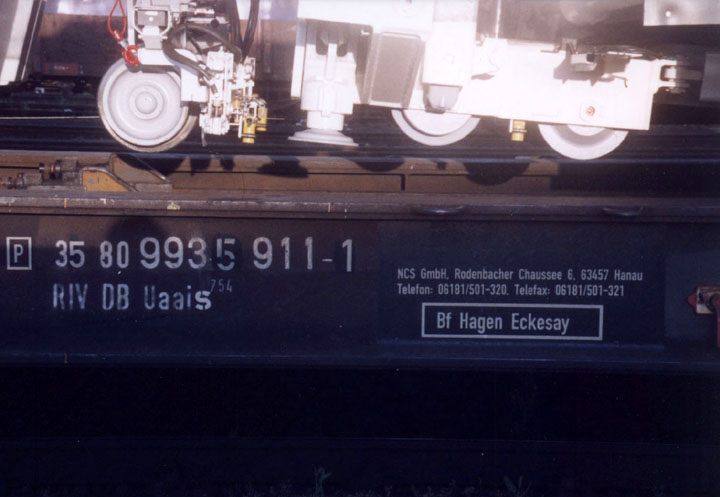 P 35 80 9935 911-1
RIV DB Uaais 754
NCS GmbH, Rodenbacher Chaussee 6, 63457 Hanau
Telefon: 06181/501-320, Telefax: 06181/501-321
Bf Hagen Eckesay